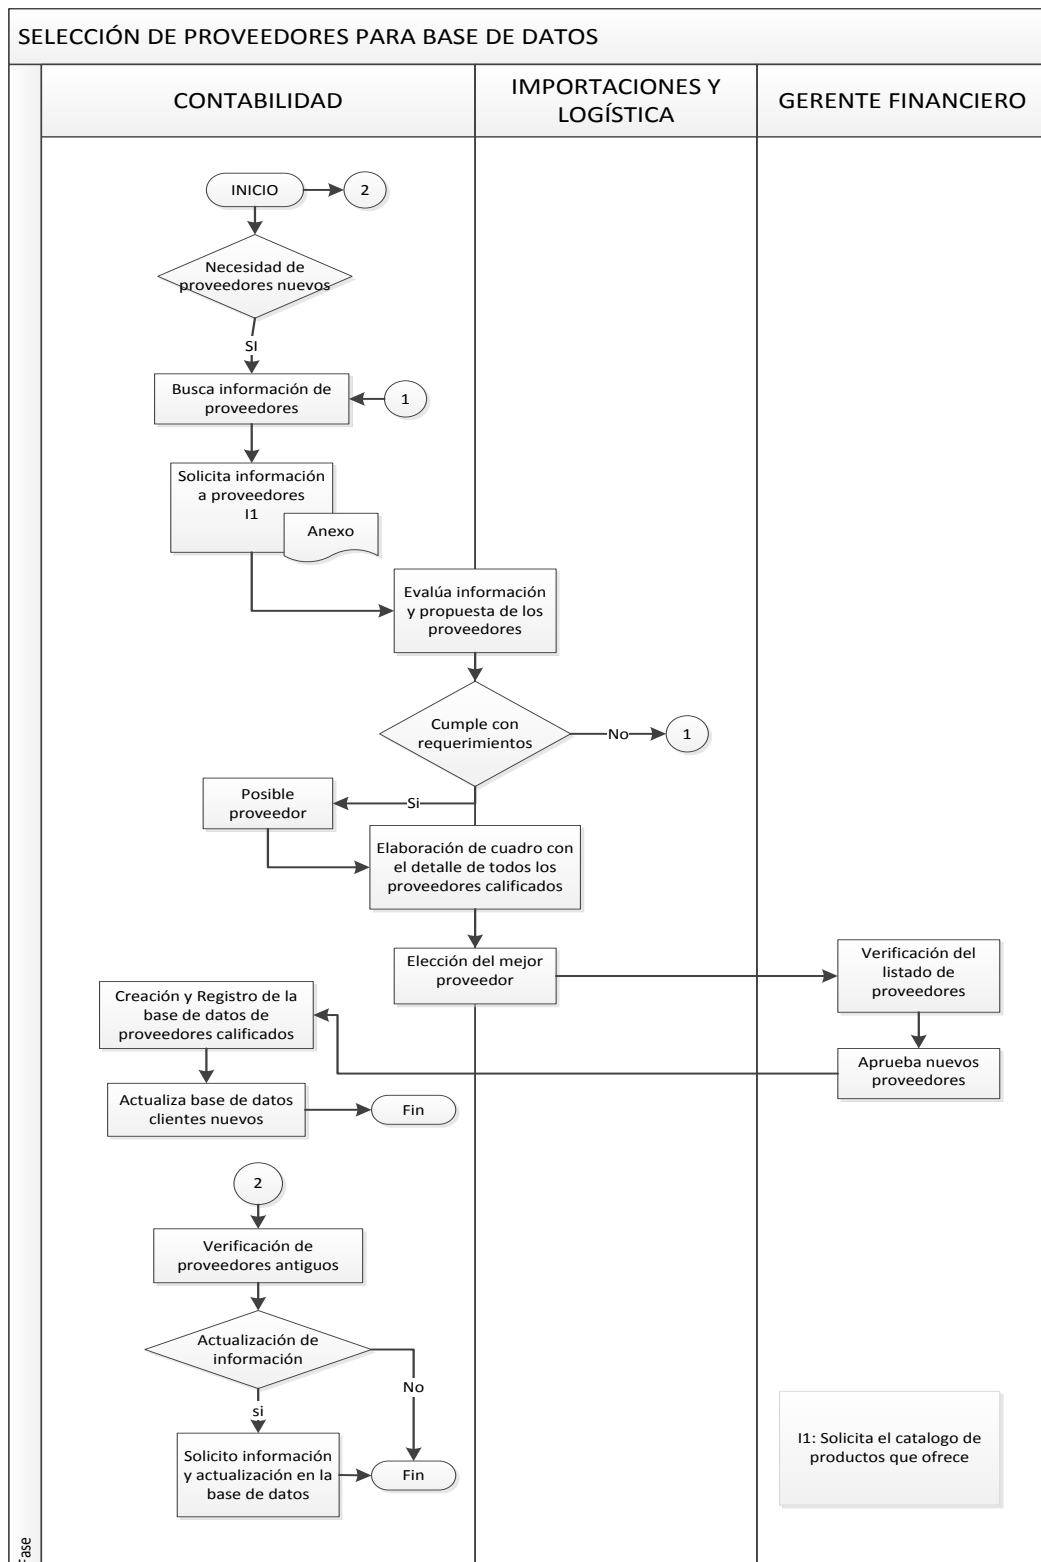 SELECCIÓN DE PROVEEDORES PARA BASE DE DATOS
CONTABILIDAD
IMPORTACIONES Y
LOGÍSTICA
GERENTE FINANCIERO
INICIO
2
Necesidad de
proveedores nuevos
SI
Busca información de
proveedores
1
Solicita información
a proveedores
I1
Anexo
Evalúa información
y propuesta de los
proveedores
Cumple con
requerimientos
No
1
Posible
proveedor
Si
Elaboración de cuadro con
el detalle de todos los
proveedores calificados
Elección del mejor
proveedor
Verificación del
listado de
proveedores
Creación y Registro de la
base de datos de
proveedores calificados
Aprueba nuevos
proveedores
Actualiza base de datos
clientes nuevos
Fin
2
Verificación de
proveedores antiguos
Actualización de
información
No
si
Solicito información
y actualización en la
base de datos
Fin
I1: Solicita el catalogo de
productos que ofrece
Fase